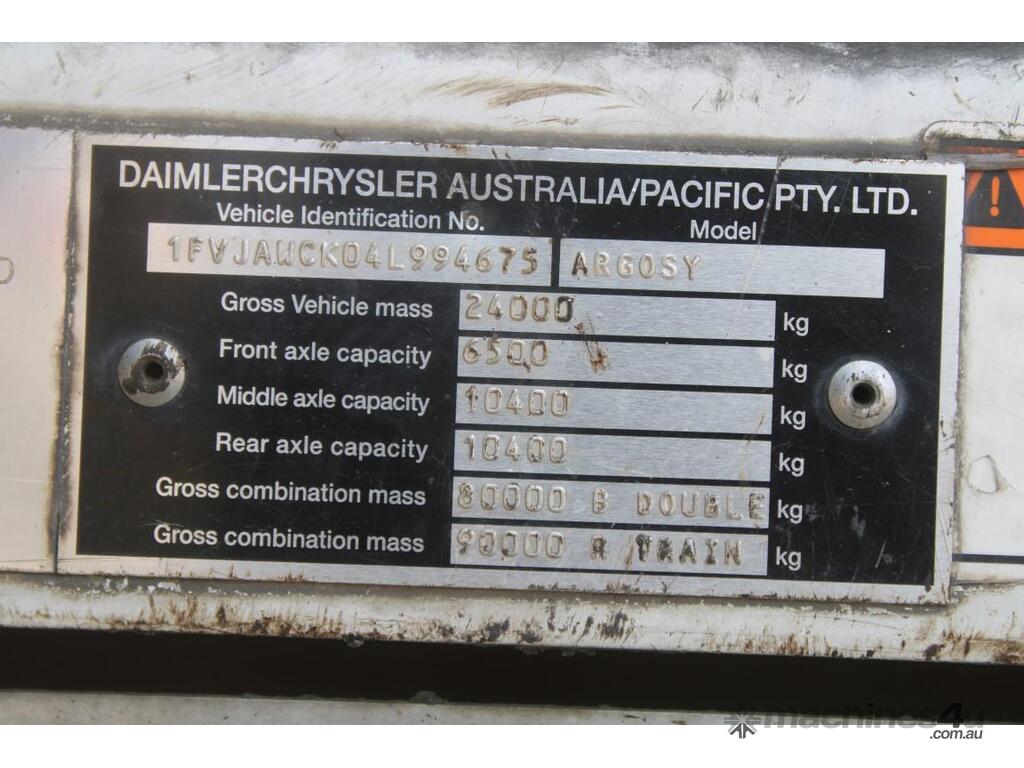 DAIMLERCHRYSLER AUSTRALIA/PACIFIC PTY. LTD.
Vehicle Identification No. Model
1FVJAWCK04L994675 ARGOSY
Gross Vehicle mass 24000 kg
Front axle capacity 6500 kg
Middle axle capacity 10400 kg
Rear axle capacity 10400 kg
Gross combination mass 80000 B DOUBLE kg
Gross combination mass 90000 R/TRAIN kg
machines4u
.com.au